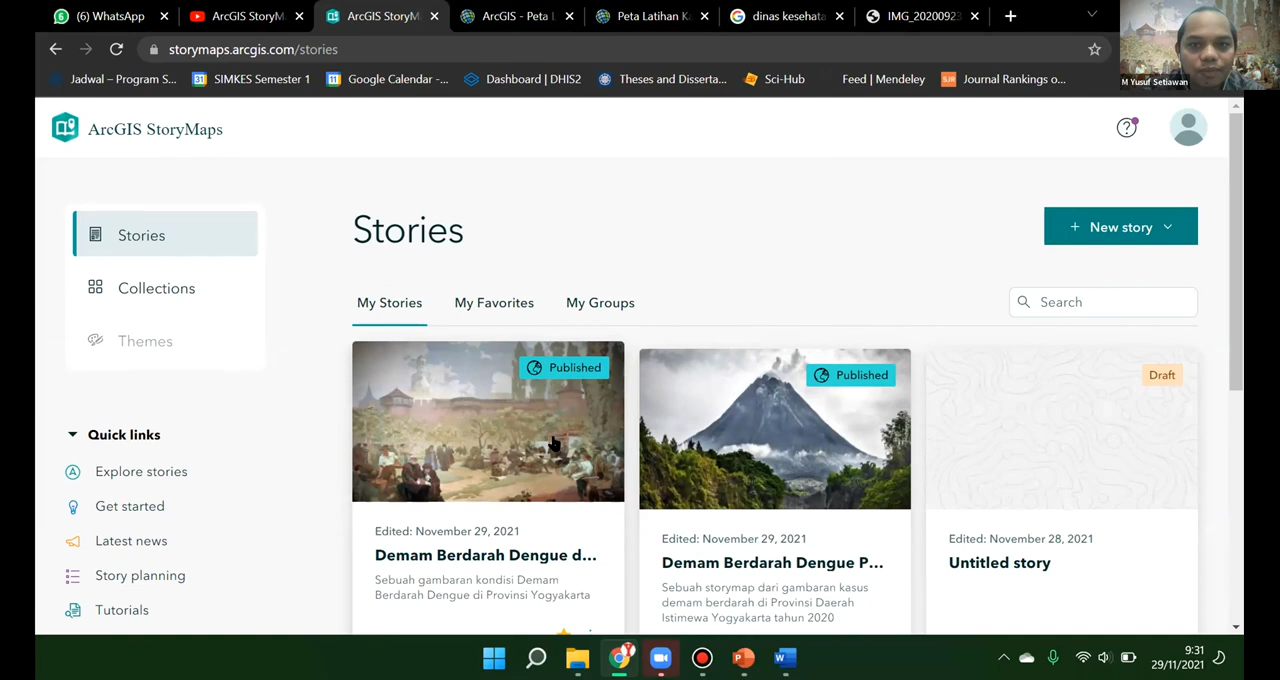 (6) WhatsApp
ArcGIS StoryM
ArcGIS StoryM
ArcGIS - Peta L
Peta Latihan K
dinas kesehata
IMG_20200923
storymaps.arcgis.com/stories
Jadwal – Program S...
SIMKES Semester 1
Google Calendar -...
Dashboard | DHIS2
Theses and Disserta...
Sci-Hub
Feed | Mendeley
Journal Rankings o...
M Yusuf Setiawan
ArcGIS StoryMaps
Stories
Collections
Themes
Quick links
Explore stories
Get started
Latest news
Story planning
Tutorials
Stories
+ New story
My Stories
My Favorites
My Groups
Search
Published
Edited: November 29, 2021
Demam Berdarah Dengue d...
Sebuah gambaran kondisi Demam
Berdarah Dengue di Provinsi Yogyakarta
Published
Edited: November 29, 2021
Demam Berdarah Dengue P...
Sebuah storymap dari gambaran kasus
demam berdarah di Provinsi Daerah
Istimewa Yogyakarta tahun 2020
Draft
Edited: November 28, 2021
Untitled story
9:31
29/11/2021